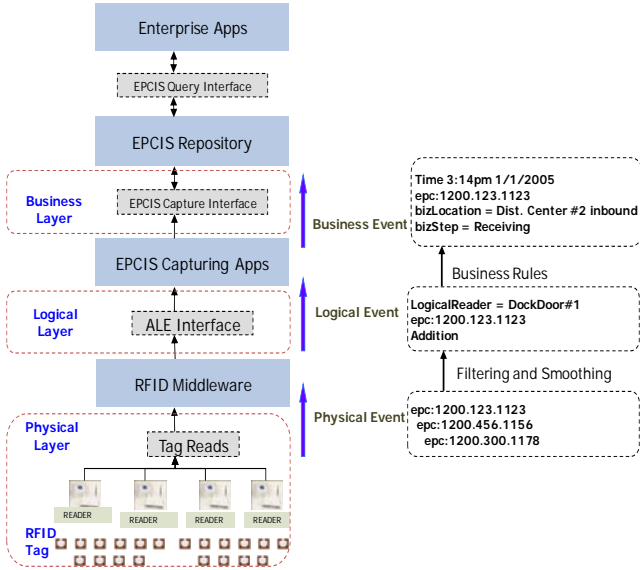 Enterprise Apps
EPCIS Query Interface
EPCIS Repository
Business
Layer
EPCIS Capture Interface
Business Event
Time 3:14pm 1/1/2005
epc:1200.123.1123
bizLocation = Dist. Center #2 inbound
bizStep = Receiving
EPCIS Capturing Apps
Business Rules
Logical
Layer
ALE Interface
Logical Event
LogicalReader = DockDoor#1
epc:1200.123.1123
Addition
RFID Middleware
Filtering and Smoothing
Physical
Layer
Tag Reads
Physical Event
epc:1200.123.1123
epc:1200.456.1156
epc:1200.300.1178
READER
READER
READER
READER
RFID
Tag